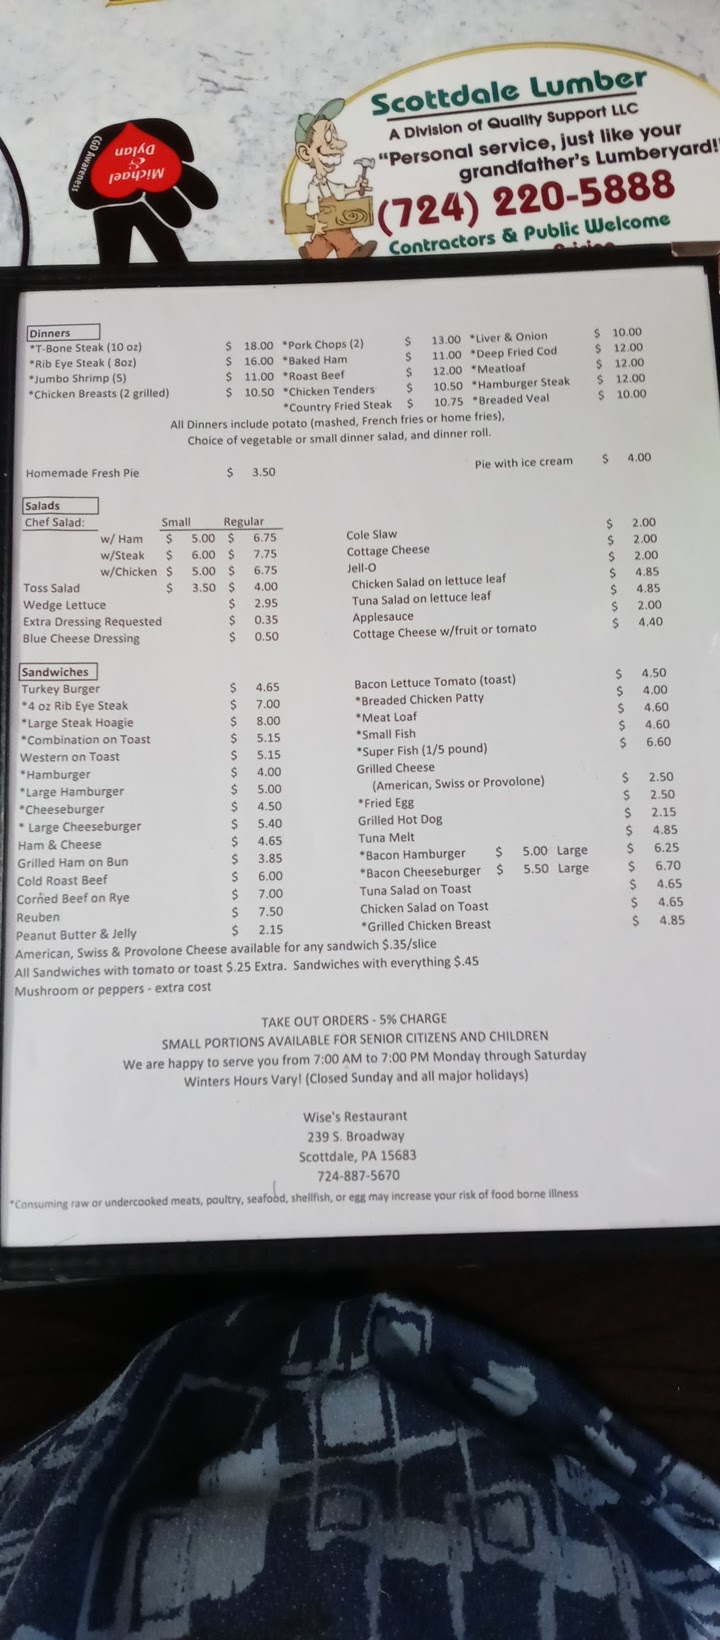 Scottdale Lumber
A Division of Quality Support LLC
"Personal service, just like your
grandfather's Lumberyard!"
(724) 220-5888
Contractors & Public Welcome
CGD Awareness
Michael
&
Dylan
Dinners
*T-Bone Steak (10 oz) $ 18.00 *Pork Chops (2) $ 13.00 *Liver & Onion $ 10.00
*Rib Eye Steak ( 8oz) $ 16.00 *Baked Ham $ 11.00 *Deep Fried Cod $ 12.00
*Jumbo Shrimp (5) $ 11.00 *Roast Beef $ 12.00 *Meatloaf $ 12.00
*Chicken Breasts (2 grilled) $ 10.50 *Chicken Tenders $ 10.50 *Hamburger Steak $ 12.00
*Country Fried Steak $ 10.75 *Breaded Veal $ 10.00
All Dinners include potato (mashed, French fries or home fries),
Choice of vegetable or small dinner salad, and dinner roll.
Homemade Fresh Pie $ 3.50 Pie with ice cream $ 4.00
Salads
Chef Salad: Small Regular
w/ Ham $ 5.00 $ 6.75
w/Steak $ 6.00 $ 7.75
w/Chicken $ 5.00 $ 6.75
Toss Salad $ 3.50 $ 4.00
Wedge Lettuce $ 2.95
Extra Dressing Requested $ 0.35
Blue Cheese Dressing $ 0.50
Cole Slaw $ 2.00
Cottage Cheese $ 2.00
Jell-O $ 2.00
Chicken Salad on lettuce leaf $ 4.85
Tuna Salad on lettuce leaf $ 4.85
Applesauce $ 2.00
Cottage Cheese w/fruit or tomato $ 4.40
Sandwiches
Turkey Burger $ 4.65
*4 oz Rib Eye Steak $ 7.00
*Large Steak Hoagie $ 8.00
*Combination on Toast $ 5.15
Western on Toast $ 5.15
*Hamburger $ 4.00
*Large Hamburger $ 5.00
*Cheeseburger $ 4.50
* Large Cheeseburger $ 5.40
Ham & Cheese $ 4.65
Grilled Ham on Bun $ 3.85
Cold Roast Beef $ 6.00
Corned Beef on Rye $ 7.00
Reuben $ 7.50
Peanut Butter & Jelly $ 2.15
Bacon Lettuce Tomato (toast) $ 4.50
*Breaded Chicken Patty $ 4.00
*Meat Loaf $ 4.60
*Small Fish $ 4.60
*Super Fish (1/5 pound) $ 6.60
Grilled Cheese
(American, Swiss or Provolone) $ 2.50
*Fried Egg $ 2.50
Grilled Hot Dog $ 2.15
Tuna Melt $ 4.85
*Bacon Hamburger $ 5.00 Large $ 6.25
*Bacon Cheeseburger $ 5.50 Large $ 6.70
Tuna Salad on Toast $ 4.65
Chicken Salad on Toast $ 4.65
*Grilled Chicken Breast $ 4.85
American, Swiss & Provolone Cheese available for any sandwich $.35/slice
All Sandwiches with tomato or toast $.25 Extra. Sandwiches with everything $.45
Mushroom or peppers - extra cost
TAKE OUT ORDERS - 5% CHARGE
SMALL PORTIONS AVAILABLE FOR SENIOR CITIZENS AND CHILDREN
We are happy to serve you from 7:00 AM to 7:00 PM Monday through Saturday
Winters Hours Vary! (Closed Sunday and all major holidays)
Wise's Restaurant
239 S. Broadway
Scottdale, PA 15683
724-887-5670
*Consuming raw or undercooked meats, poultry, seafood, shellfish, or egg may increase your risk of food borne illness